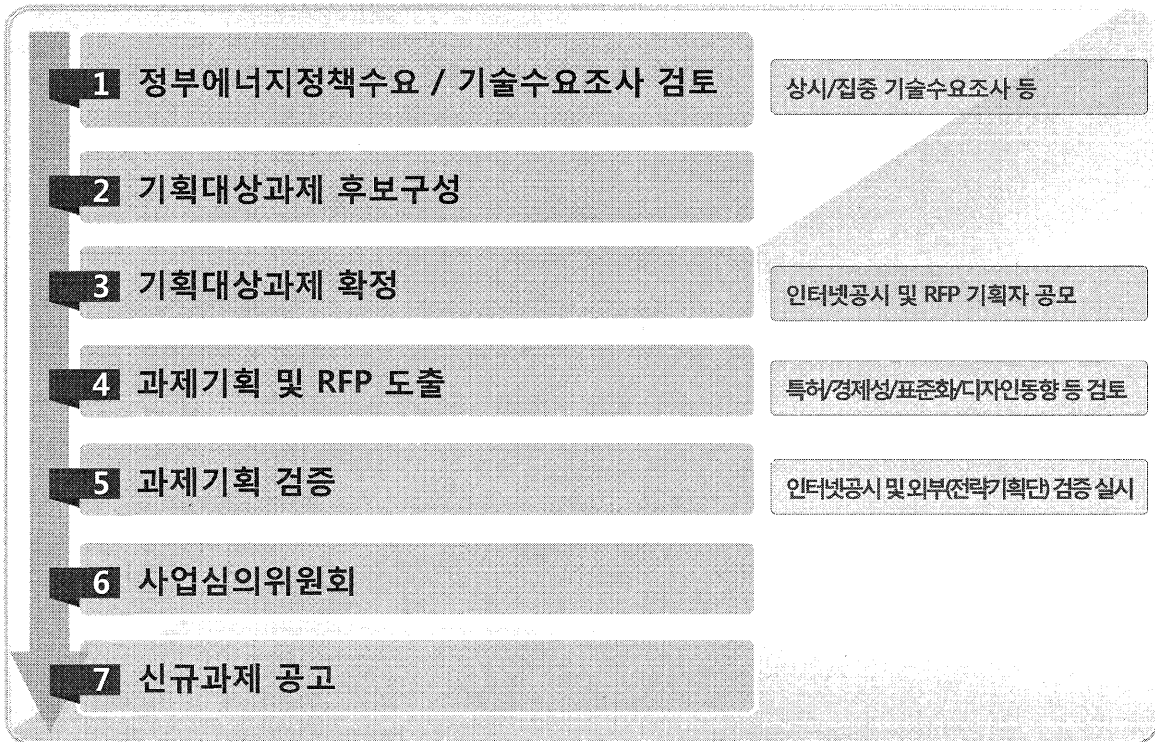 1 정부에너지정책수요 / 기술수요조사 검토
상시/집중 기술수요조사 등
2 기획대상과제 후보구성
3 기획대상과제 확정
인터넷공시 및 RFP 기획자 공모
4 과제기획 및 RFP 도출
특허/경제성/표준화/디자인동향 등 검토
5 과제기획 검증
인터넷공시 및 외부(전략기획단) 검증 실시
6 사업심의위원회
7 신규과제 공고